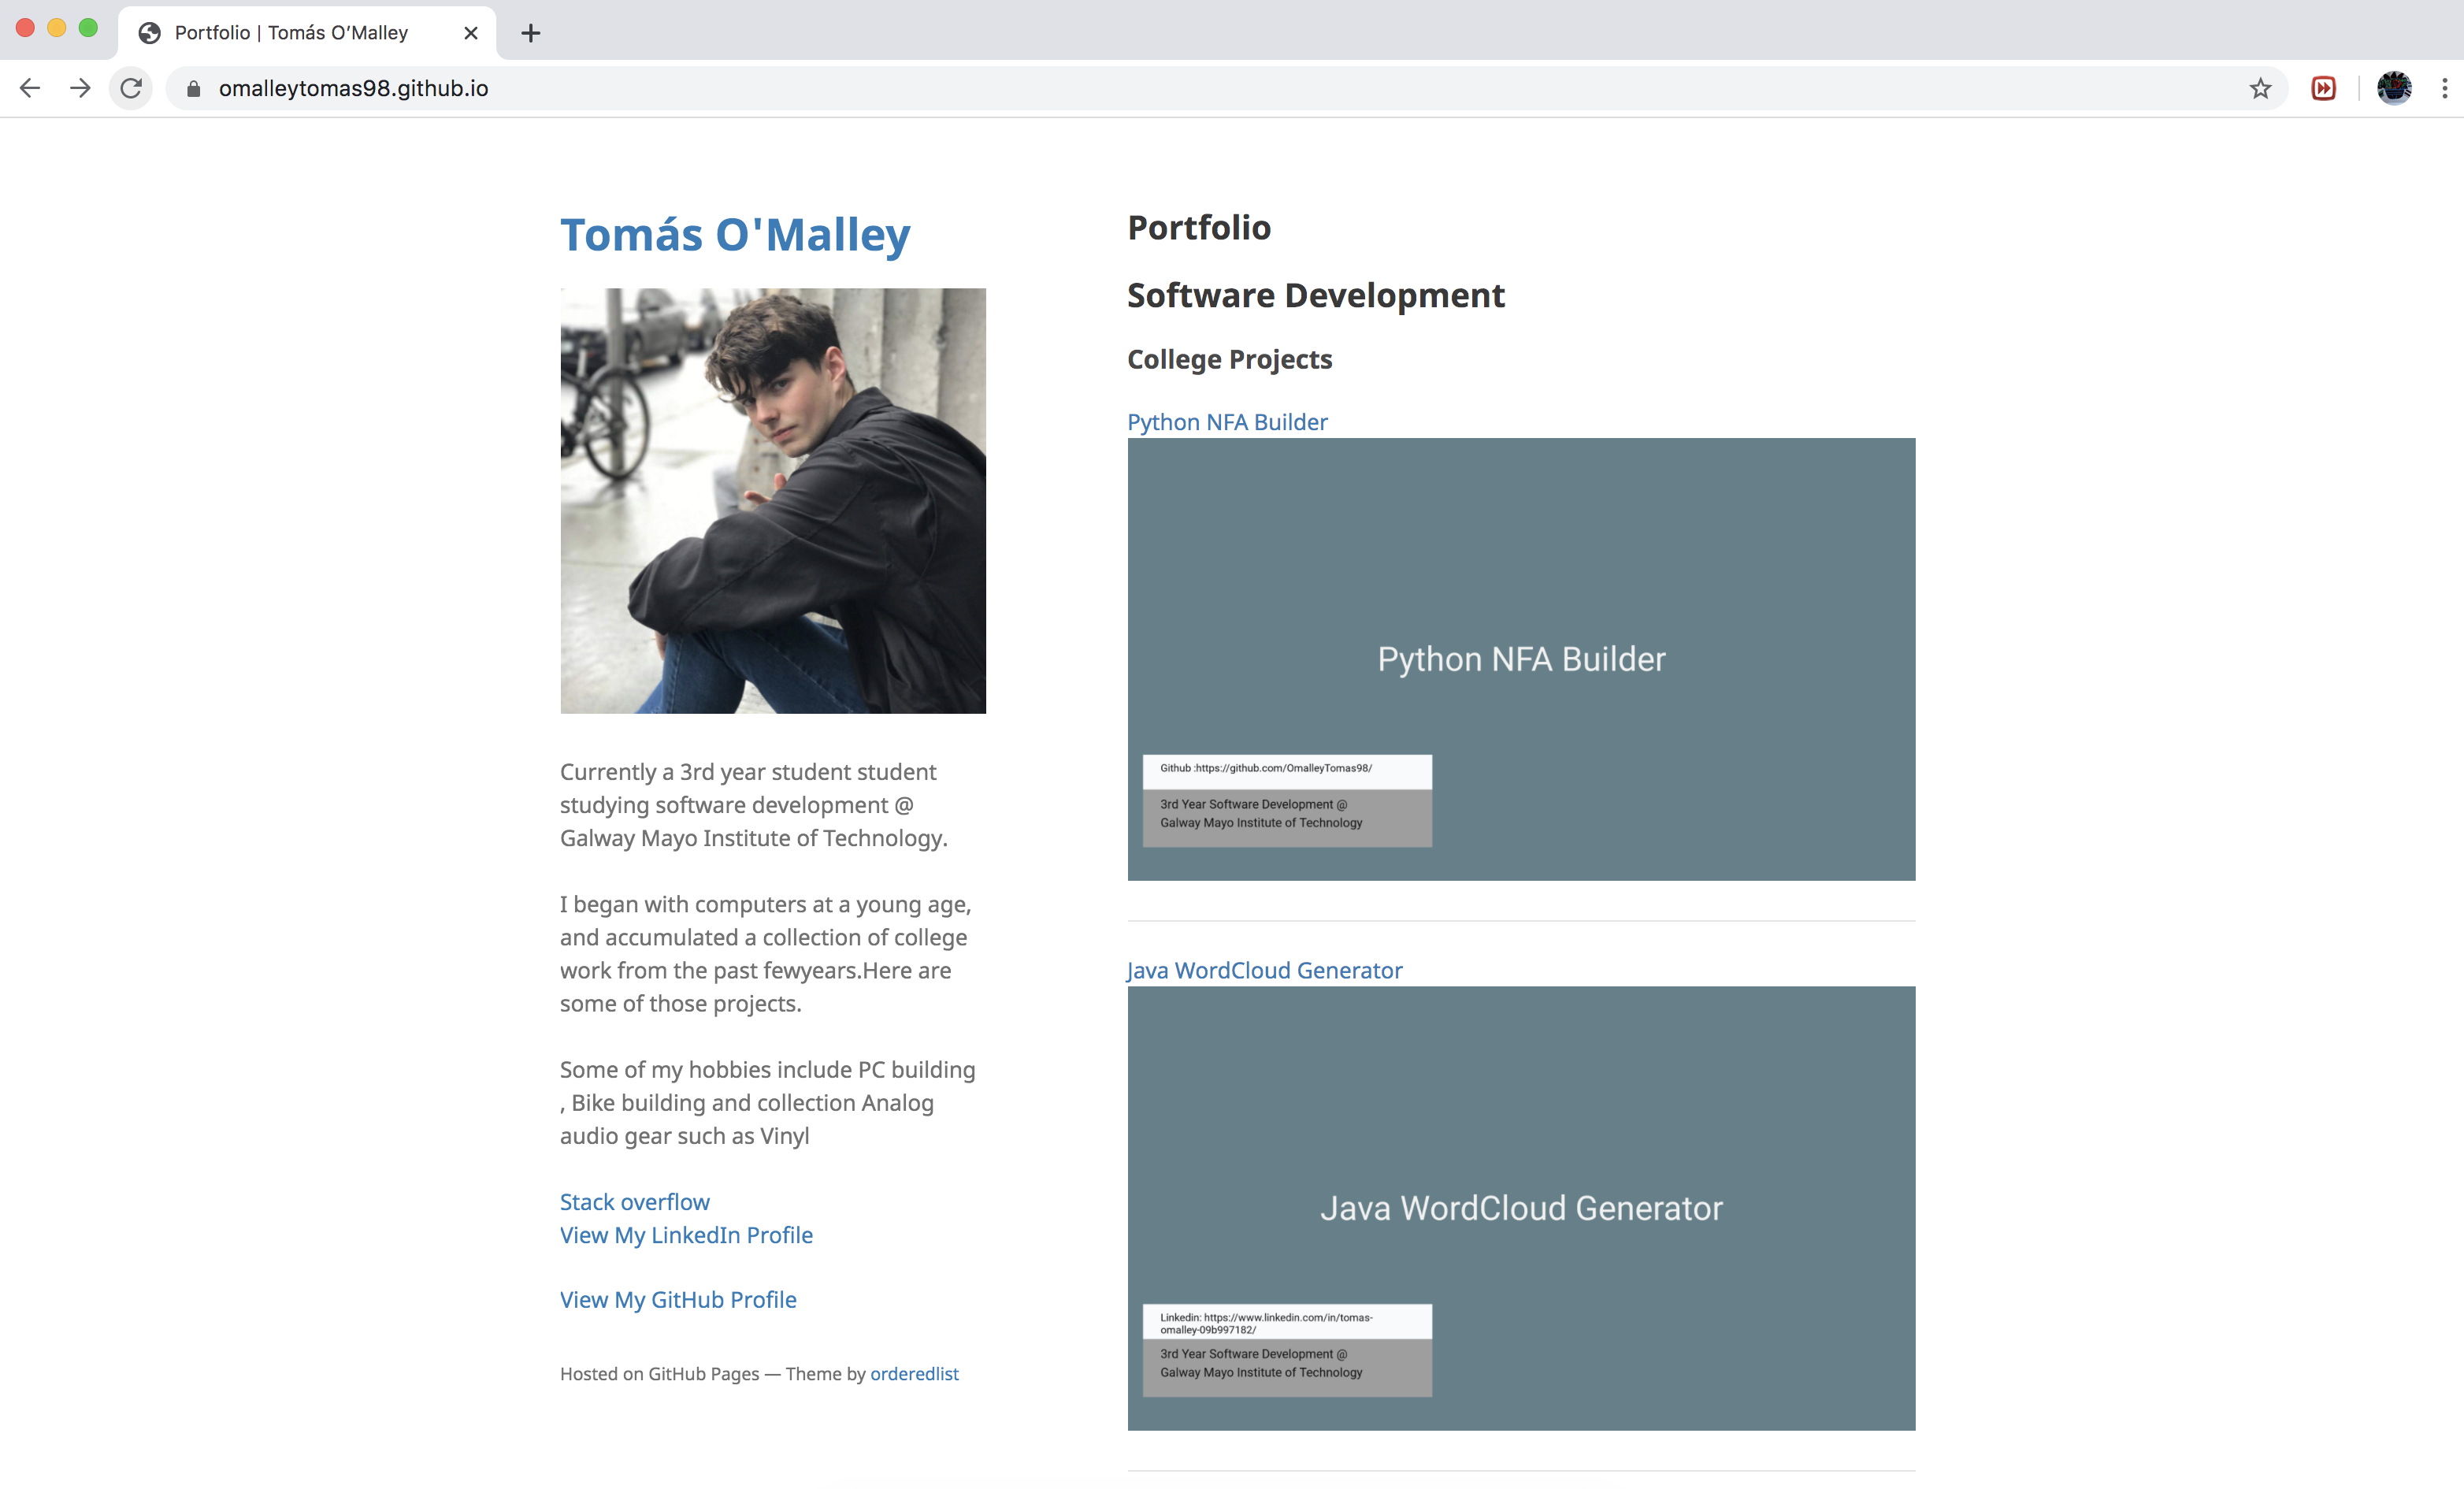 Portfolio | Tomás O’Malley
omalleytomas98.github.io
Tomás O'Malley
Currently a 3rd year student student
studying software development @
Galway Mayo Institute of Technology.
I began with computers at a young age,
and accumulated a collection of college
work from the past fewyears.Here are
some of those projects.
Some of my hobbies include PC building
, Bike building and collection Analog
audio gear such as Vinyl
Stack overflow
View My LinkedIn Profile
View My GitHub Profile
Hosted on GitHub Pages — Theme by orderedlist
Portfolio
Software Development
College Projects
Python NFA Builder
Python NFA Builder
Github :https://github.com/OmalleyTomas98/
3rd Year Software Development @
Galway Mayo Institute of Technology
Java WordCloud Generator
Java WordCloud Generator
Linkedin: https://www.linkedin.com/in/tomas-
omalley-09b997182/
3rd Year Software Development @
Galway Mayo Institute of Technology